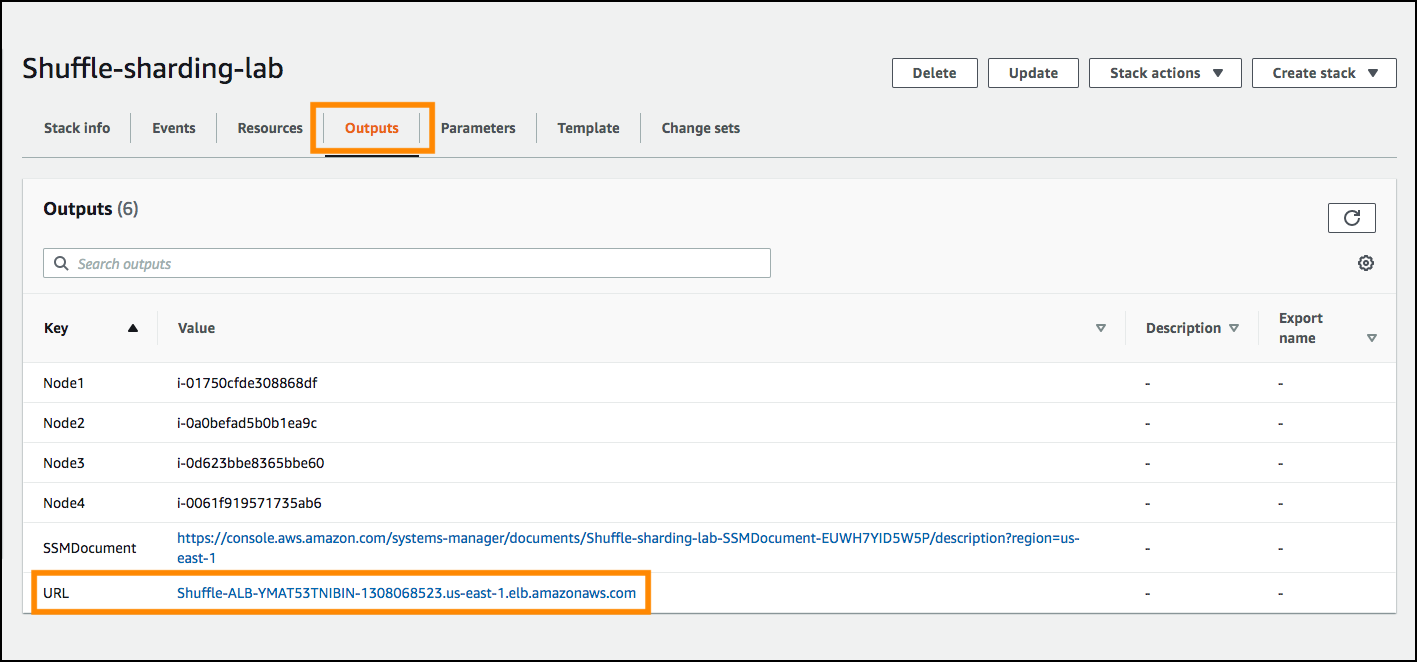 Shuffle-sharding-lab
Delete
Update
Stack actions
Create stack
Stack info
Events
Resources
Outputs
Parameters
Template
Change sets
Outputs (6)
Search outputs
Key
Value
Description
Export
name
Node1 i-01750cfde308868df - -
Node2 i-0a0befad5b0b1ea9c - -
Node3 i-0d623bbe8365bbe60 - -
Node4 i-0061f919571735ab6 - -
SSMDocument https://console.aws.amazon.com/systems-manager/documents/Shuffle-sharding-lab-SSMDocument-EUWH7YID5W5P/description?region=us-
east-1 - -
URL Shuffle-ALB-YMAT53TNIBIN-1308068523.us-east-1.elb.amazonaws.com - -